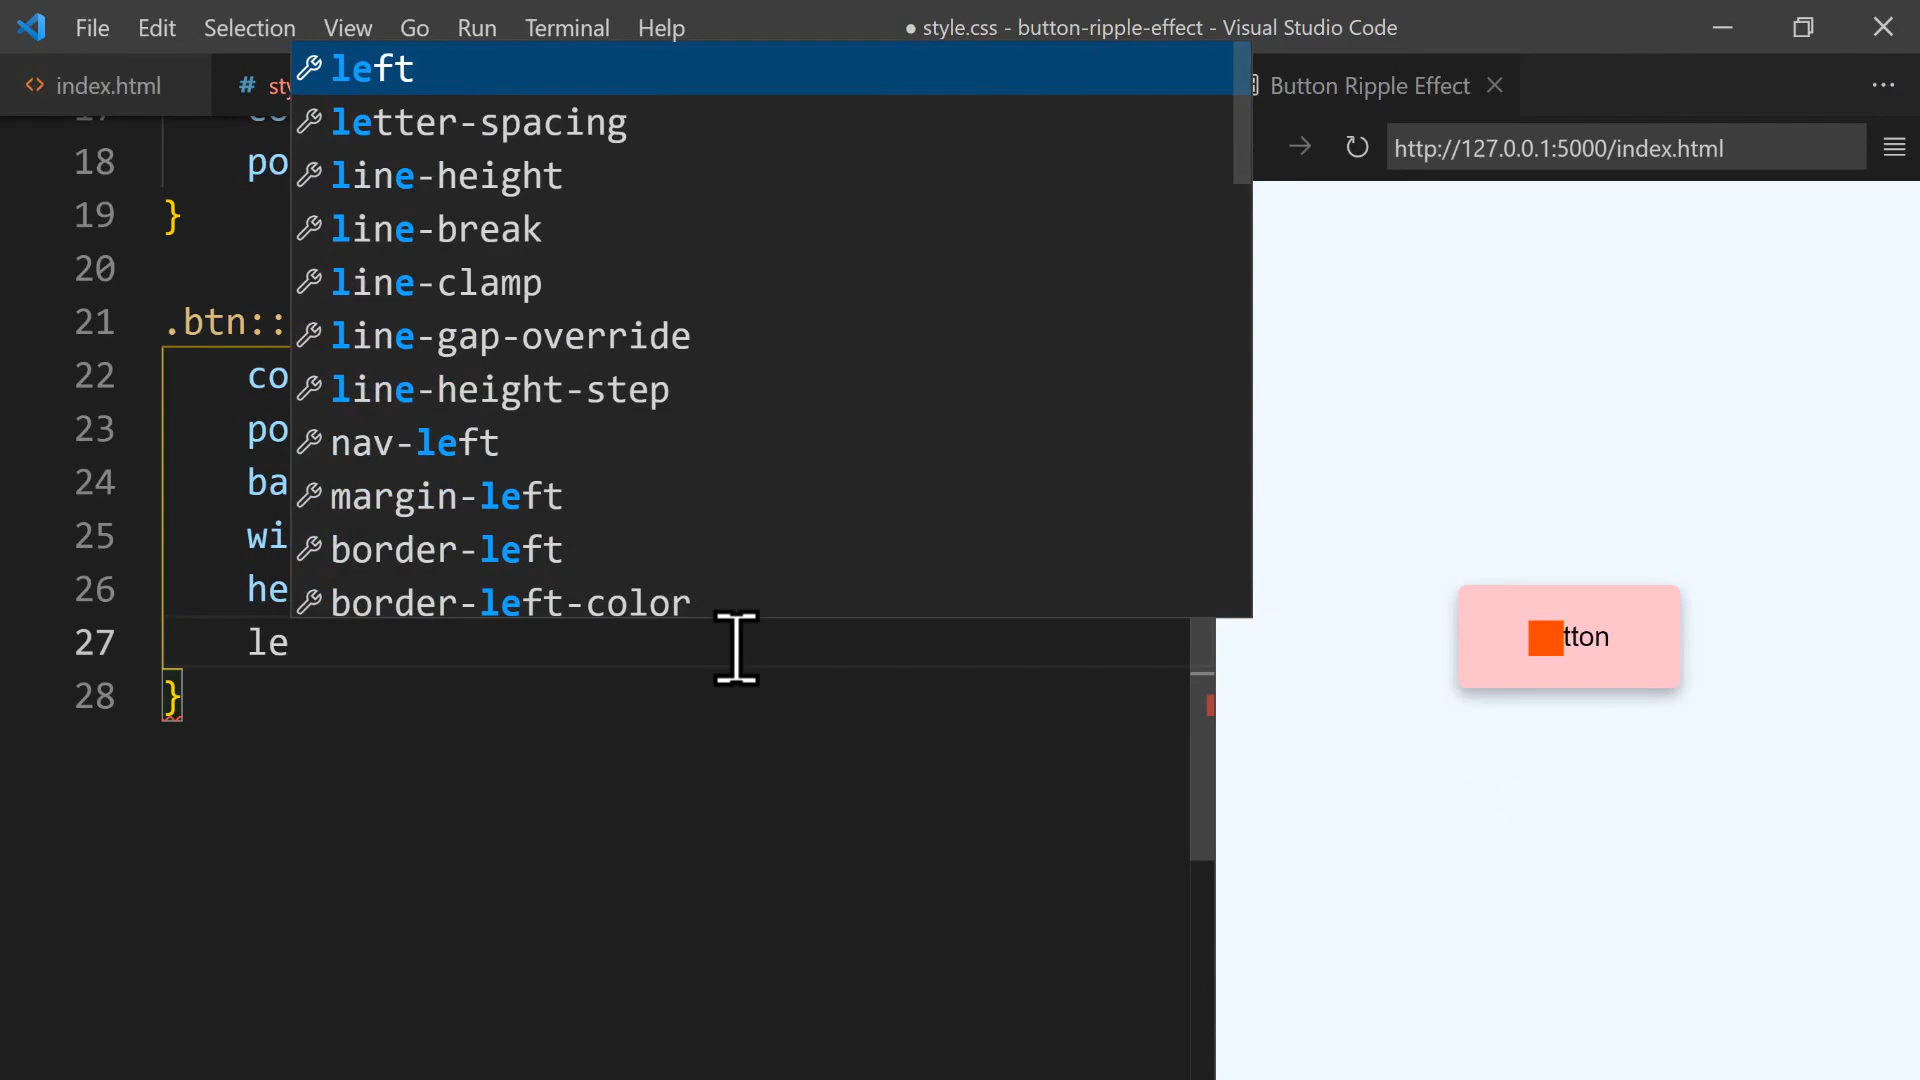 File Edit Selection View Go Run Terminal Help
● style.css - button-ripple-effect - Visual Studio Code
<> index.html
# sty
Button Ripple Effect
http://127.0.0.1:5000/index.html
left
letter-spacing
line-height
line-break
line-clamp
line-gap-override
line-height-step
nav-left
margin-left
border-left
border-left-color
17 co
18 po
19 }
20
21 .btn::
22 co
23 po
24 ba
25 wi
26 he
27 le
28 }
tton